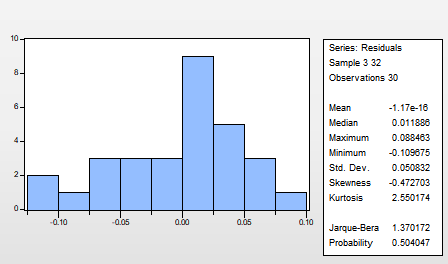 10
8
6
4
2
0
-0.10 -0.05 0.00 0.05 0.10
Series: Residuals
Sample 3 32
Observations 30
Mean -1.17e-16
Median 0.011886
Maximum 0.088463
Minimum -0.109675
Std. Dev. 0.050832
Skewness -0.472703
Kurtosis 2.550174
Jarque-Bera 1.370172
Probability 0.504047